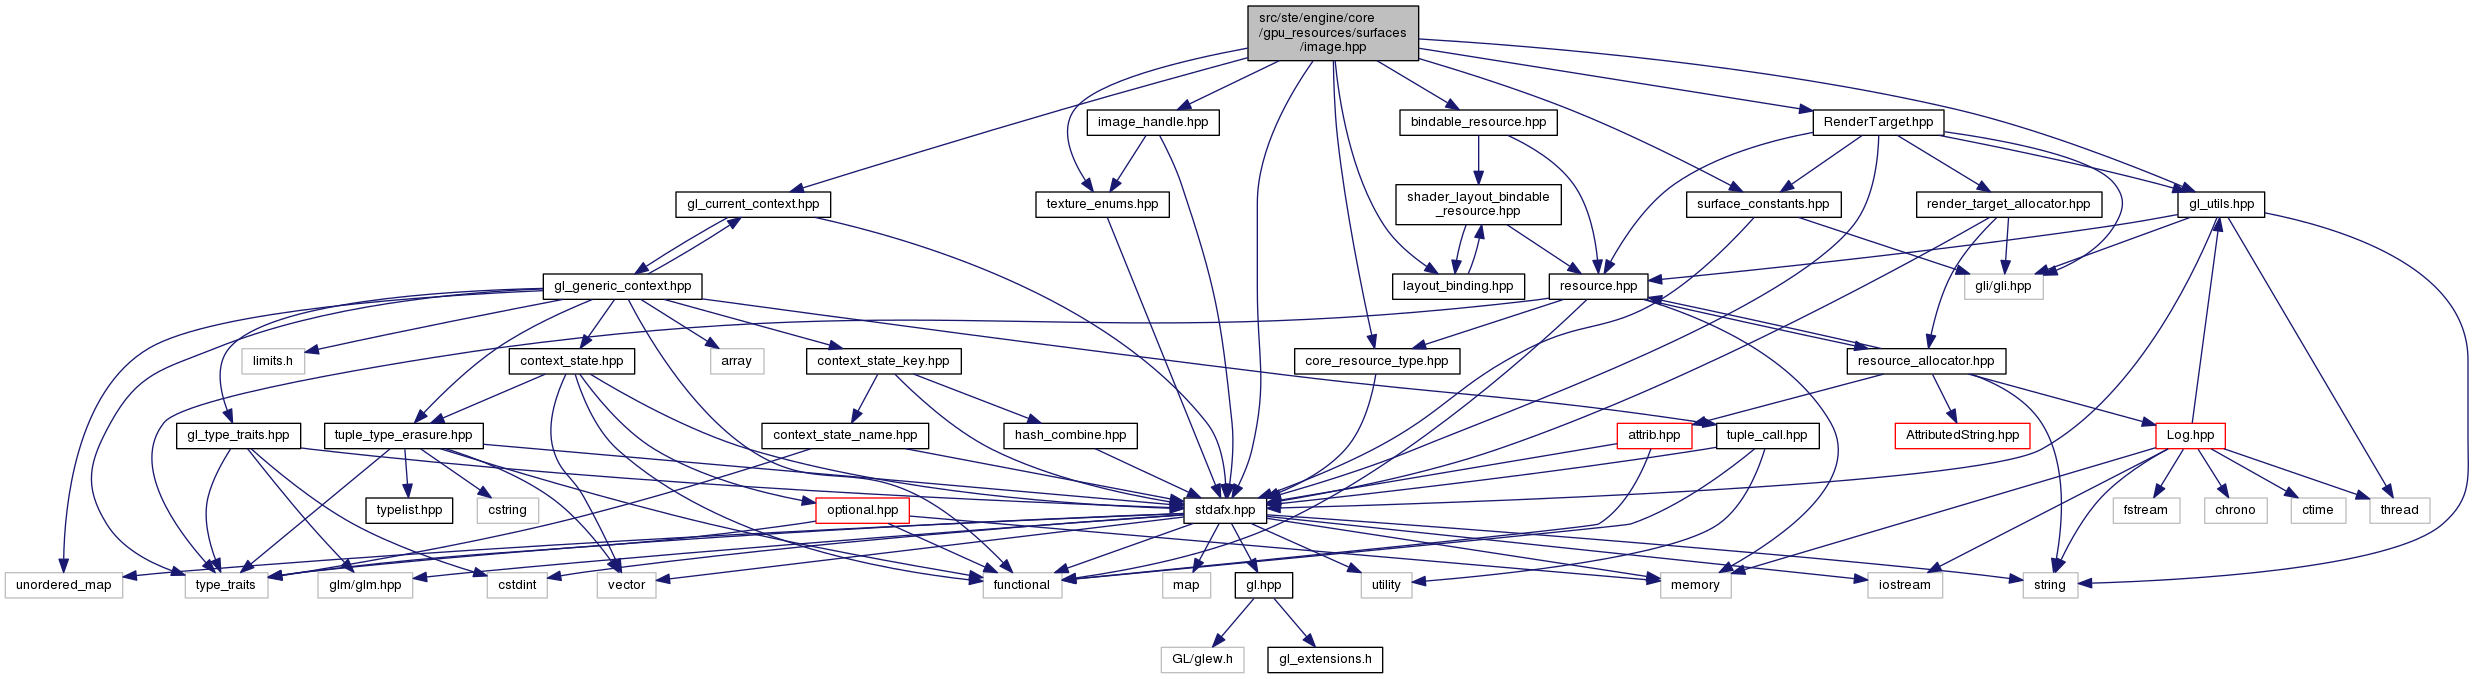 src/ste/engine/core
/gpu_resources/surfaces
/image.hpp
image_handle.hpp
bindable_resource.hpp
RenderTarget.hpp
gl_current_context.hpp
texture_enums.hpp
shader_layout_bindable
_resource.hpp
surface_constants.hpp
render_target_allocator.hpp
gl_utils.hpp
gl_generic_context.hpp
layout_binding.hpp
resource.hpp
gli/gli.hpp
limits.h
context_state.hpp
array
context_state_key.hpp
core_resource_type.hpp
resource_allocator.hpp
gl_type_traits.hpp
tuple_type_erasure.hpp
context_state_name.hpp
hash_combine.hpp
attrib.hpp
tuple_call.hpp
AttributedString.hpp
Log.hpp
typelist.hpp
cstring
optional.hpp
stdafx.hpp
fstream
chrono
ctime
thread
unordered_map
type_traits
glm/glm.hpp
cstdint
vector
functional
map
gl.hpp
utility
memory
iostream
string
GL/glew.h
gl_extensions.h